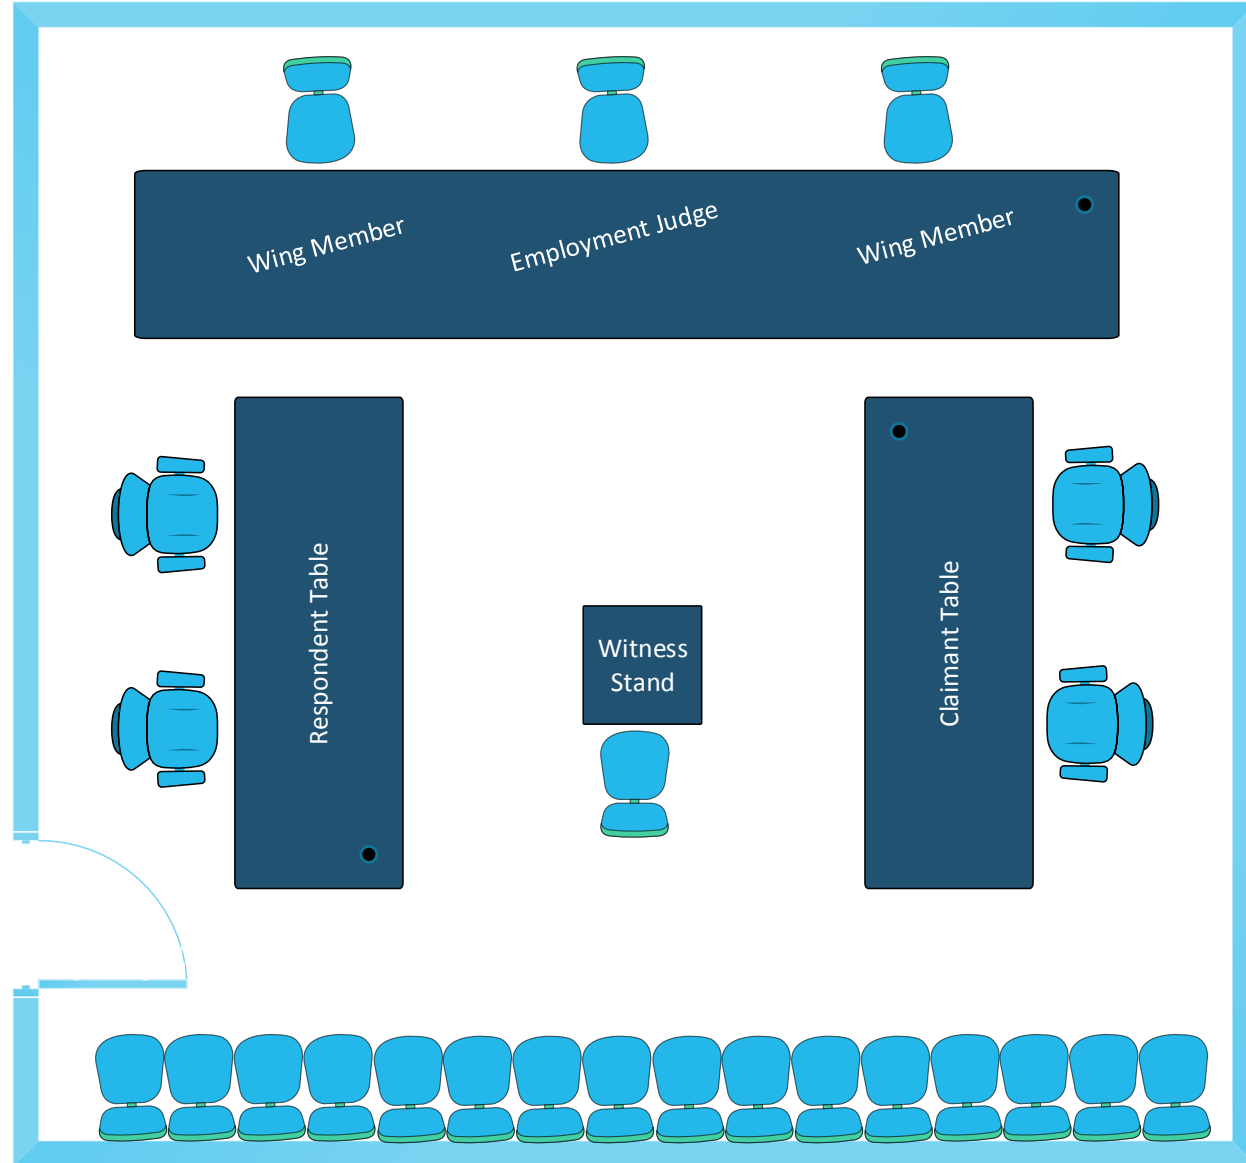 Wing Member
Employment Judge
Wing Member
Respondent Table
Witness
Stand
Claimant Table